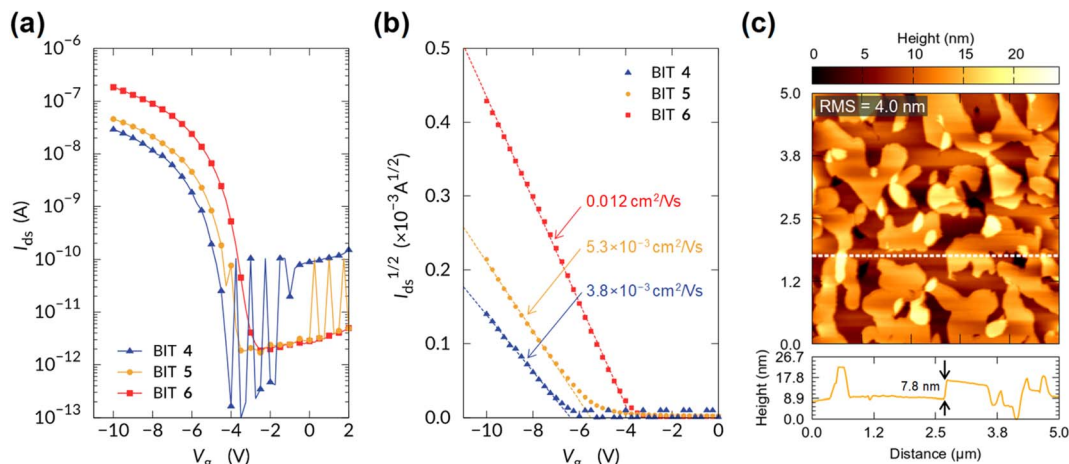 (a)
10⁻⁶
10⁻⁷
10⁻⁸
10⁻⁹
10⁻¹⁰
10⁻¹¹
10⁻¹²
10⁻¹³
I_ds (A)
BIT 4
BIT 5
BIT 6
−10 −8 −6 −4 −2 0 2
V_g (V)
(b)
0.5
0.4
0.3
0.2
0.1
0.0
I_ds^1/2 (×10⁻³A^1/2)
BIT 4
BIT 5
BIT 6
0.012 cm²/Vs
5.3×10⁻³ cm²/Vs
3.8×10⁻³ cm²/Vs
−10 −8 −6 −4 −2 0 2
V_g (V)
(c)
Height (nm)
0 5 10 15 20
RMS = 4.0 nm
5.0
3.8
2.5
1.2
0.0
Height (nm)
26.7
17.8
8.9
0.0
7.8 nm
0.0 1.2 2.5 3.8 5.0
Distance (μm)